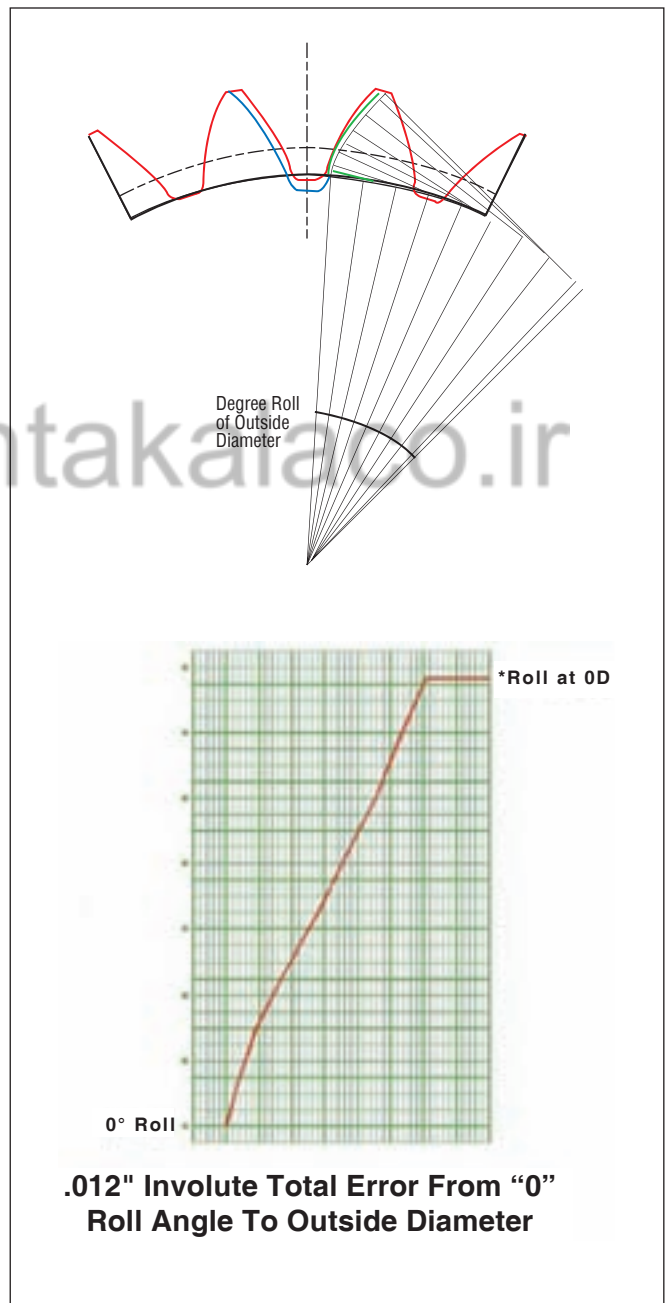 Degree Roll
of Outside
Diameter
ntakalaco.ir
*Roll at 0D
0° Roll
.012" Involute Total Error From “0”
Roll Angle To Outside Diameter